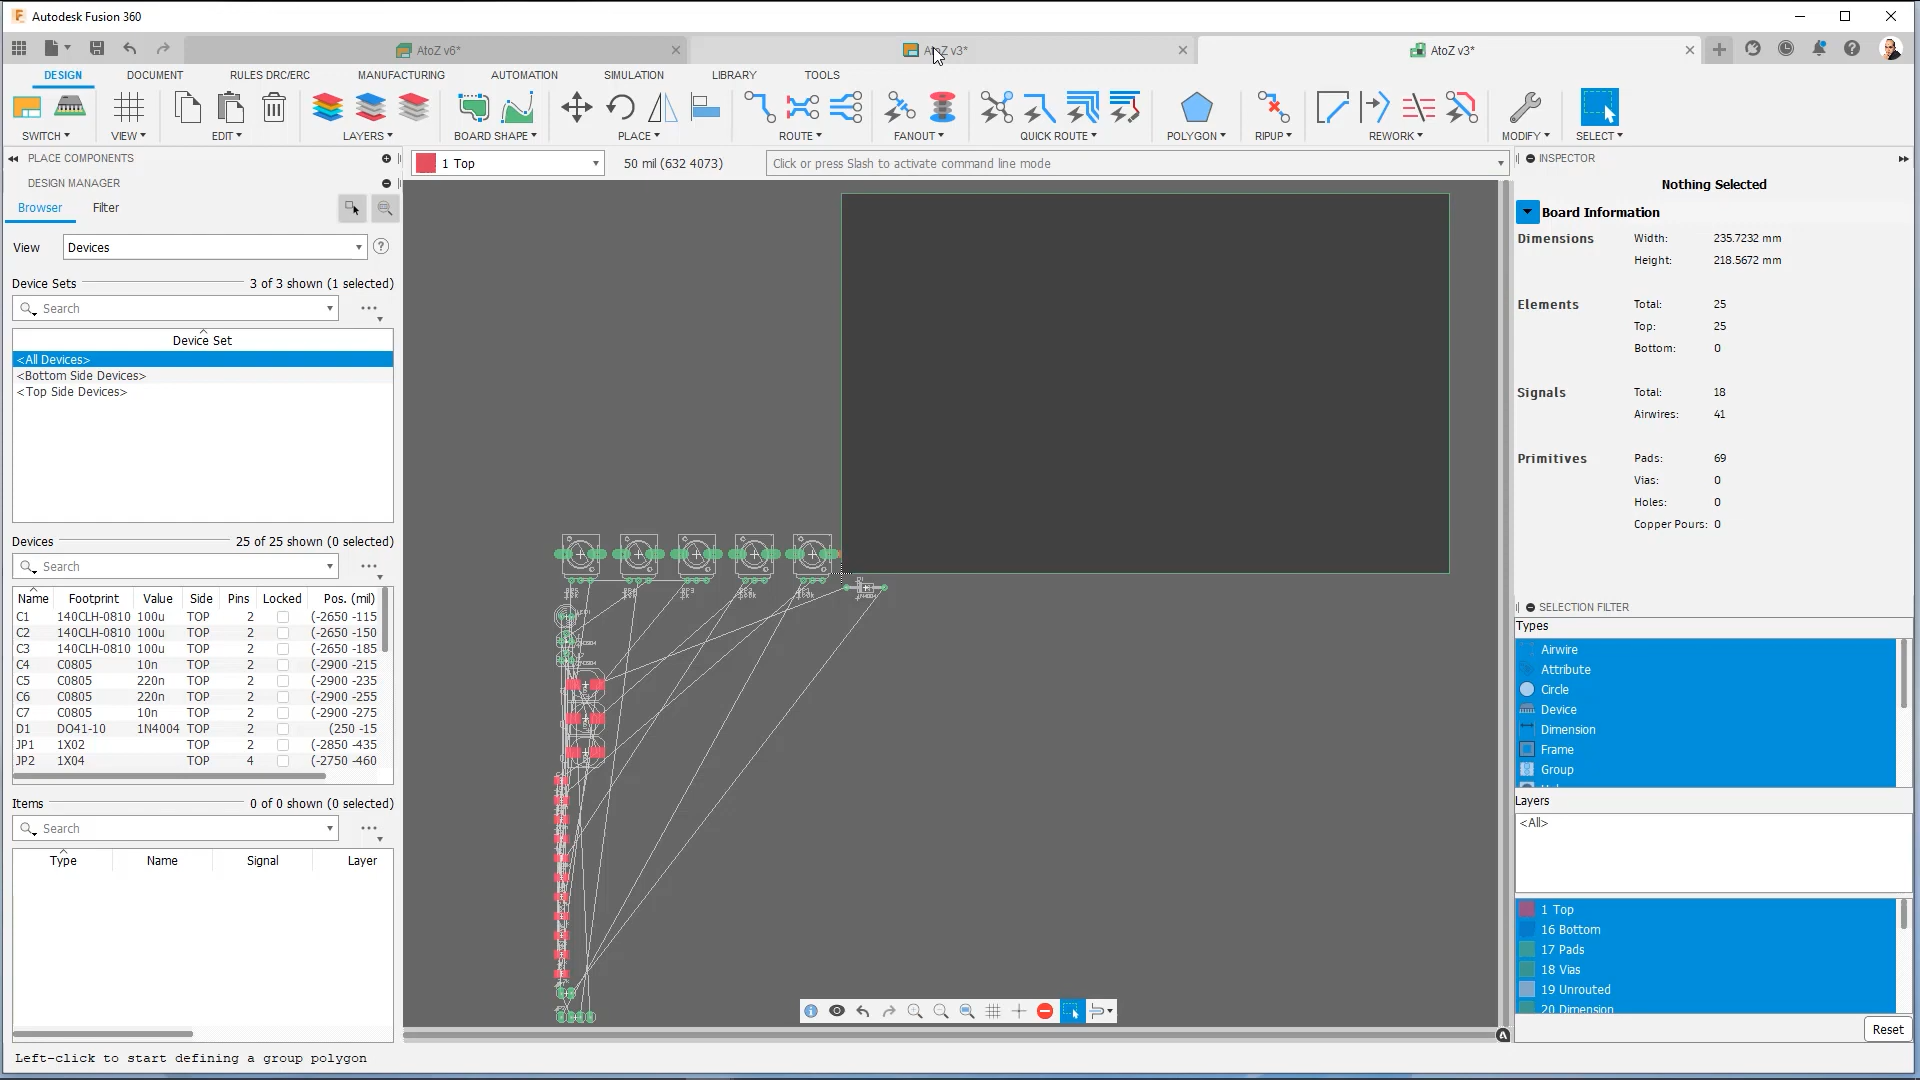 Autodesk Fusion 360
AtoZ v6*
AtoZ v3*
AtoZ v3*
DESIGN
DOCUMENT
RULES DRC/ERC
MANUFACTURING
AUTOMATION
SIMULATION
LIBRARY
TOOLS
SWITCH
VIEW
EDIT
LAYERS
BOARD SHAPE
PLACE
ROUTE
FANOUT
QUICK ROUTE
POLYGON
RIPUP
REWORK
MODIFY
SELECT
PLACE COMPONENTS
1 Top
50 mil (632 4073)
Click or press Slash to activate command line mode
INSPECTOR
DESIGN MANAGER
Browser
Filter
View
Devices
Device Sets
3 of 3 shown (1 selected)
Search
Device Set
<All Devices>
<Bottom Side Devices>
<Top Side Devices>
Devices
25 of 25 shown (0 selected)
Search
Name Footprint Value Side Pins Locked Pos. (mil)
C1 140CLH-0810 100u TOP 2 (-2650 -115
C2 140CLH-0810 100u TOP 2 (-2650 -150
C3 140CLH-0810 100u TOP 2 (-2650 -185
C4 C0805 10n TOP 2 (-2900 -215
C5 C0805 220n TOP 2 (-2900 -235
C6 C0805 220n TOP 2 (-2900 -255
C7 C0805 10n TOP 2 (-2900 -275
D1 DO41-10 1N4004 TOP 2 (250 -15
JP1 1X02 TOP 2 (-2850 -435
JP2 1X04 TOP 4 (-2750 -460
Items
0 of 0 shown (0 selected)
Search
Type Name Signal Layer
Left-click to start defining a group polygon
Nothing Selected
Board Information
Dimensions
Width: 235.7232 mm
Height: 218.5672 mm
Elements
Total: 25
Top: 25
Bottom: 0
Signals
Total: 18
Airwires: 41
Primitives
Pads: 69
Vias: 0
Holes: 0
Copper Pours: 0
SELECTION FILTER
Types
Airwire
Attribute
Circle
Device
Dimension
Frame
Group
Layers
<All>
1 Top
16 Bottom
17 Pads
18 Vias
19 Unrouted
20 Dimension
Reset